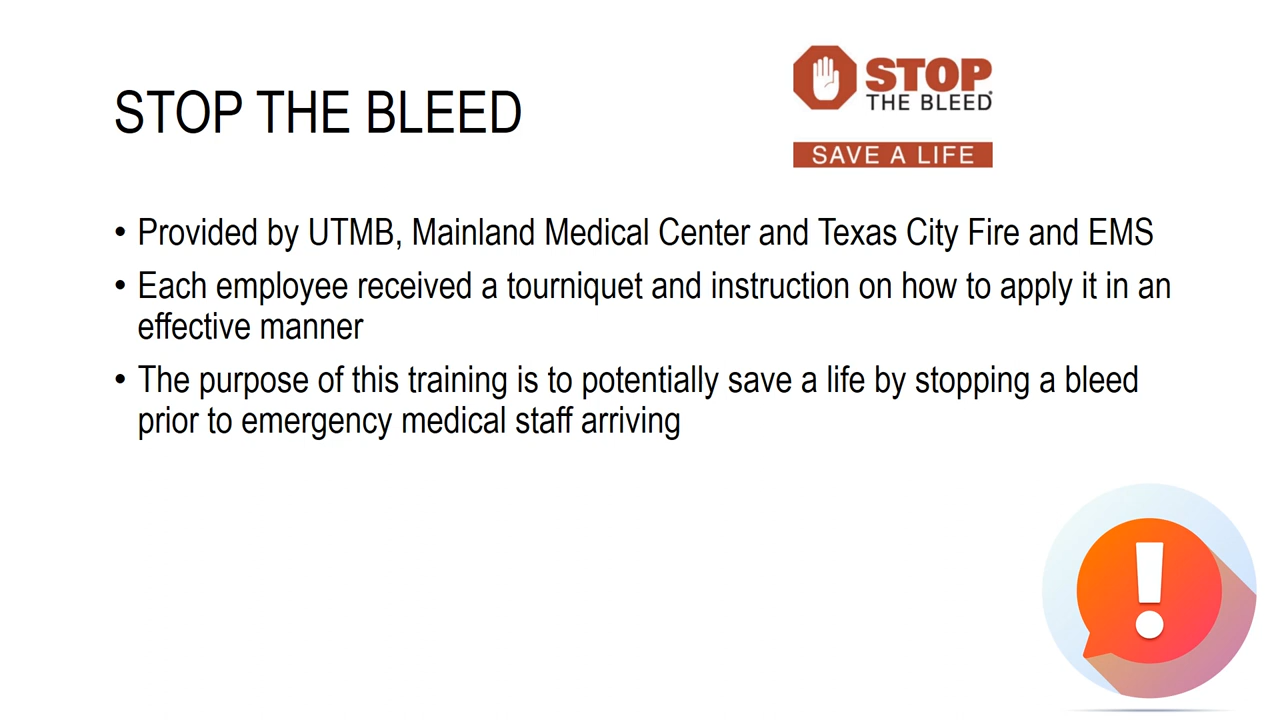 STOP THE BLEED
STOP
THE BLEED®
SAVE A LIFE
• Provided by UTMB, Mainland Medical Center and Texas City Fire and EMS
• Each employee received a tourniquet and instruction on how to apply it in an
effective manner
• The purpose of this training is to potentially save a life by stopping a bleed
prior to emergency medical staff arriving
!